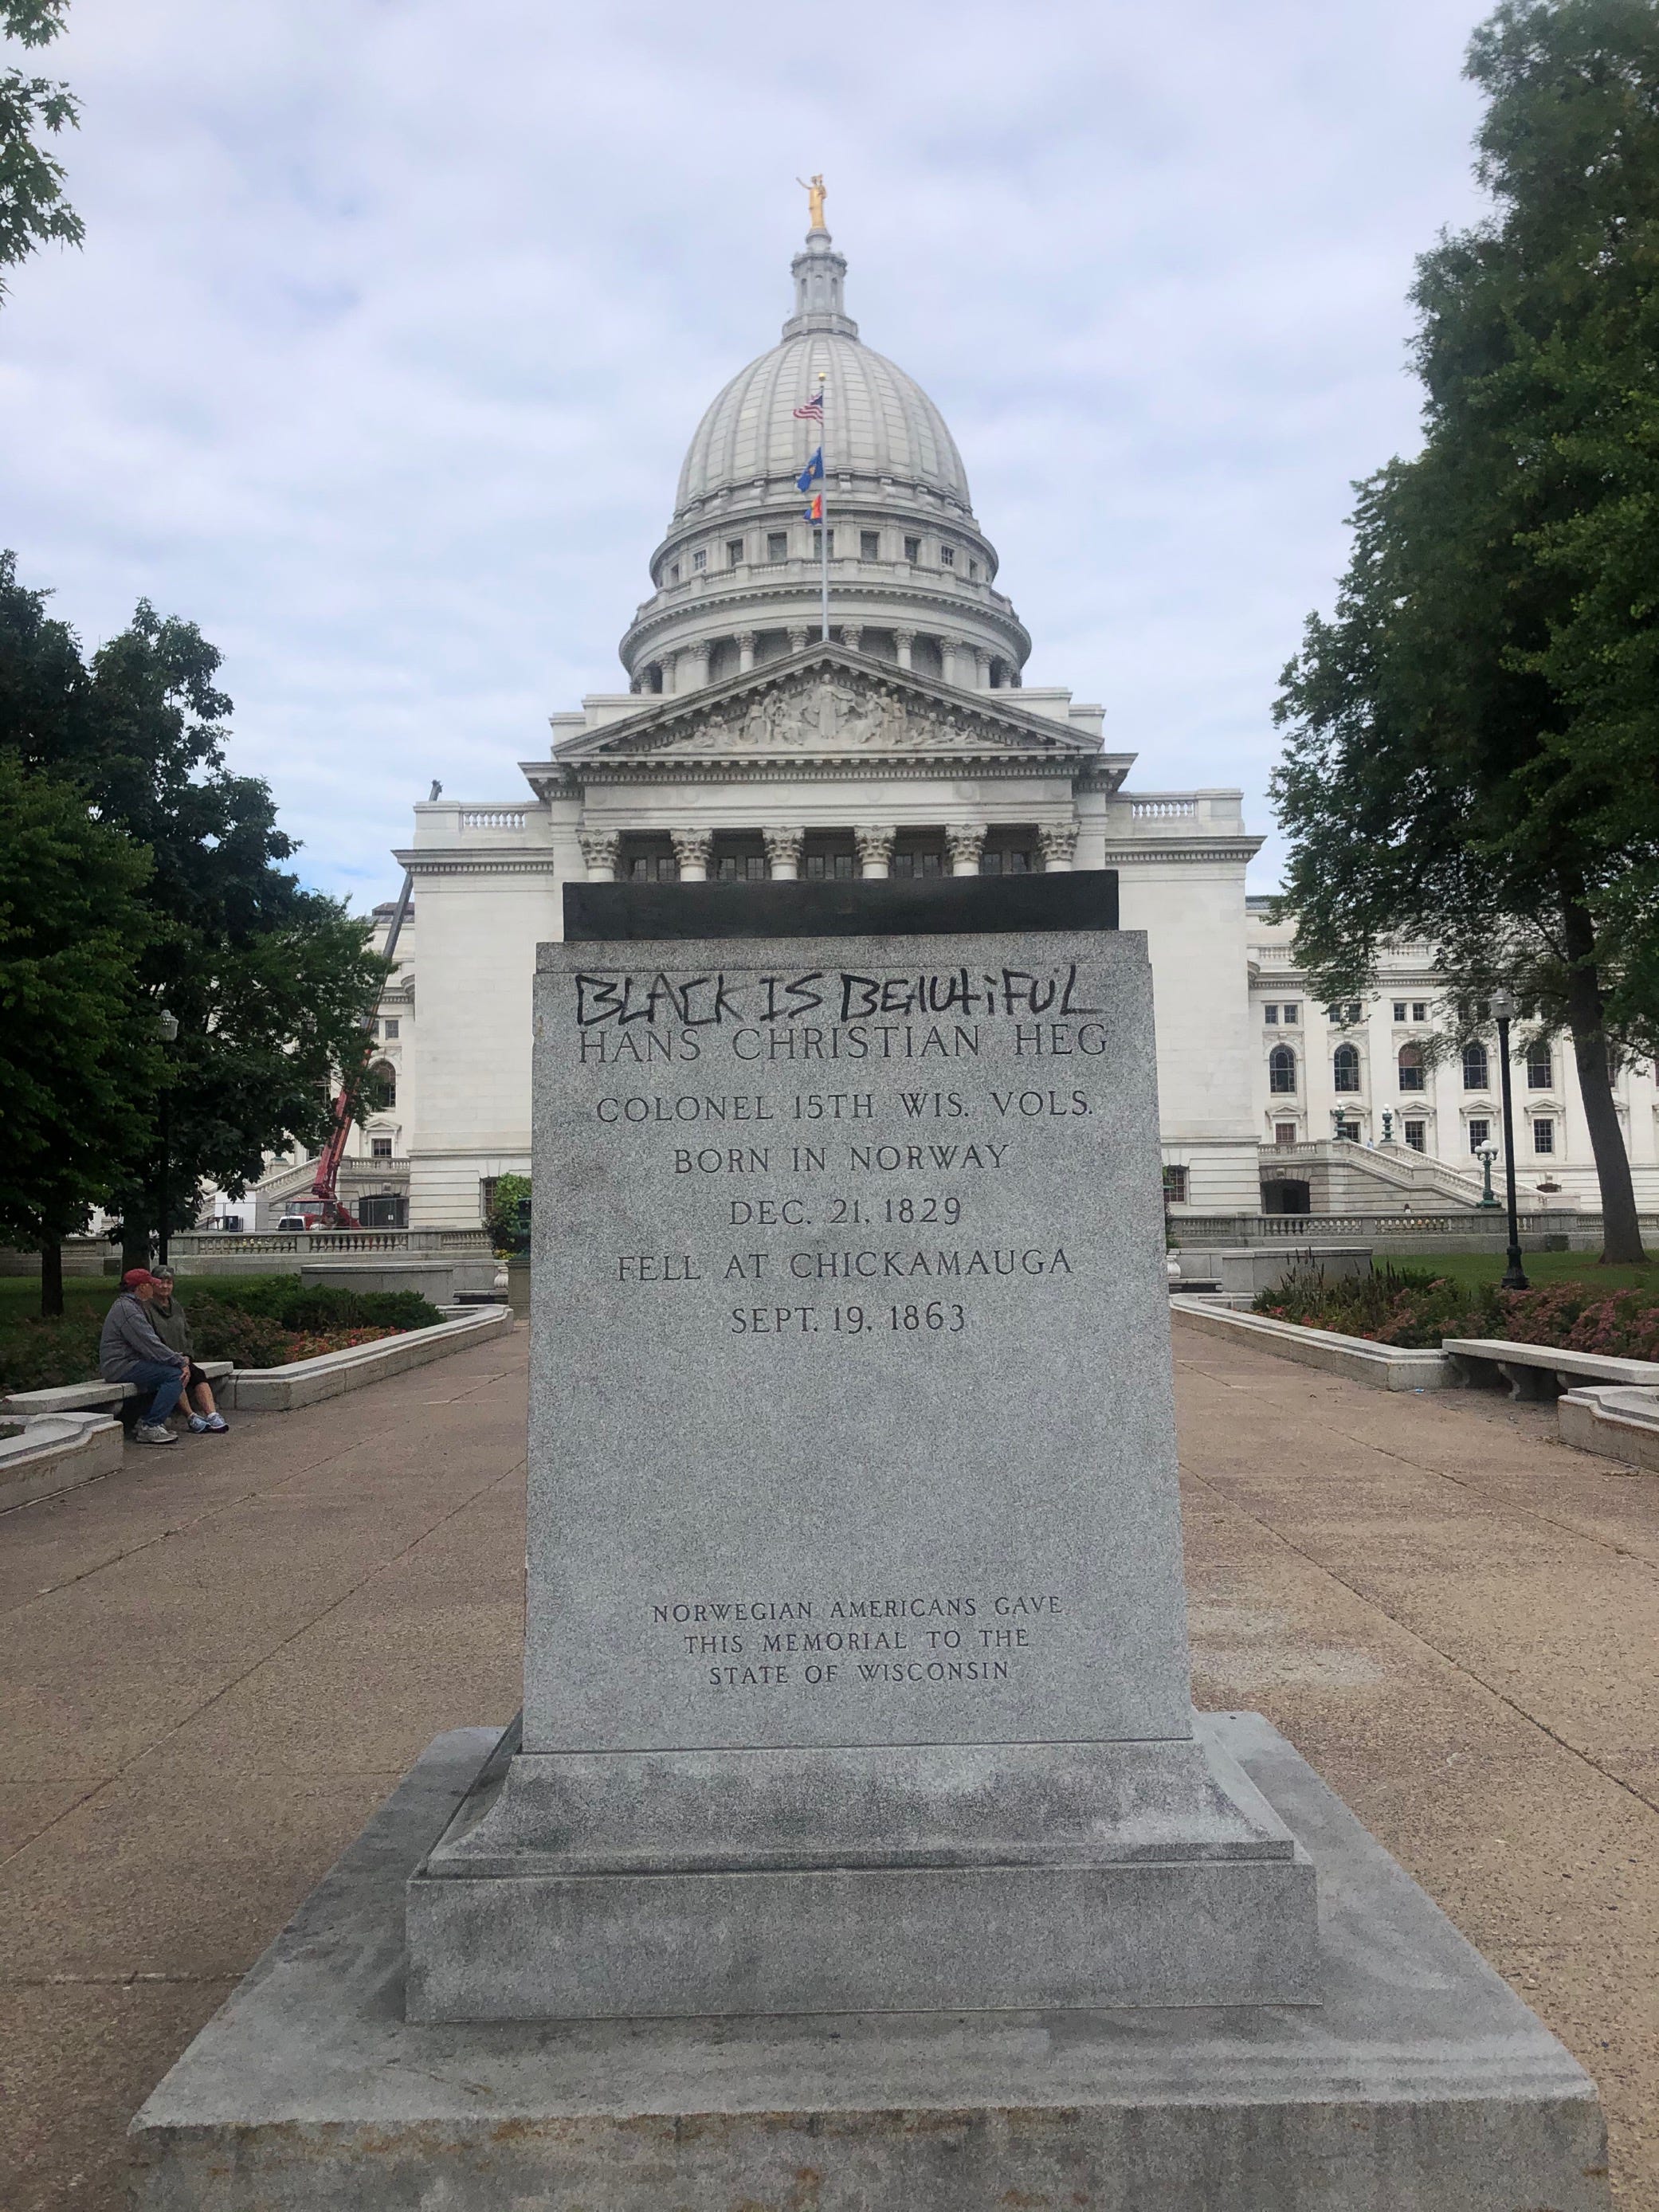 BLACK IS BEAUtiFUL
HANS CHRISTIAN HEG
COLONEL 15TH WIS. VOLS.
BORN IN NORWAY
DEC. 21, 1829
FELL AT CHICKAMAUGA
SEPT. 19, 1863
NORWEGIAN AMERICANS GAVE
THIS MEMORIAL TO THE
STATE OF WISCONSIN